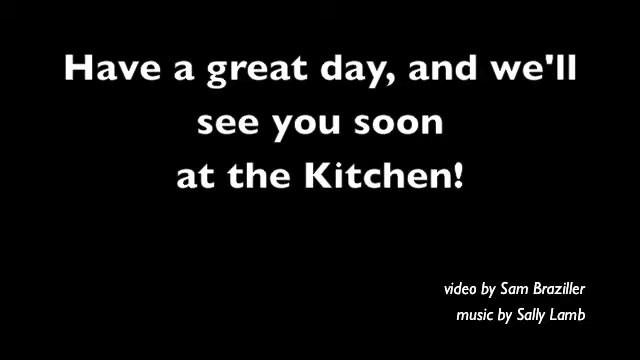 Have a great day, and we'll
see you soon
at the Kitchen!
video by Sam Braziller
music by Sally Lamb